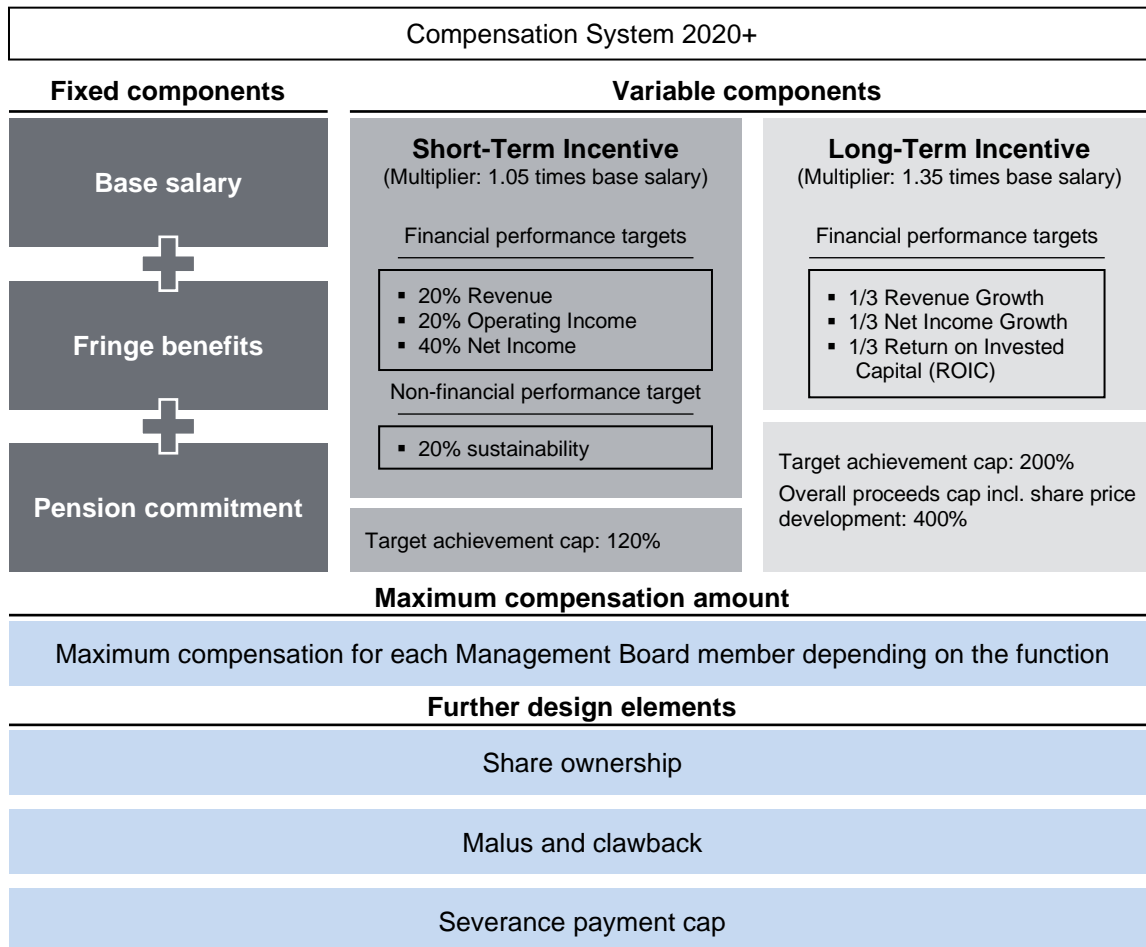 Compensation System 2020+
Fixed components
Base salary
Fringe benefits
Pension commitment
Variable components
Short-Term Incentive
(Multiplier: 1.05 times base salary)
Financial performance targets
▪ 20% Revenue
▪ 20% Operating Income
▪ 40% Net Income
Non-financial performance target
▪ 20% sustainability
Target achievement cap: 120%
Long-Term Incentive
(Multiplier: 1.35 times base salary)
Financial performance targets
▪ 1/3 Revenue Growth
▪ 1/3 Net Income Growth
▪ 1/3 Return on Invested
Capital (ROIC)
Target achievement cap: 200%
Overall proceeds cap incl. share price
development: 400%
Maximum compensation amount
Maximum compensation for each Management Board member depending on the function
Further design elements
Share ownership
Malus and clawback
Severance payment cap